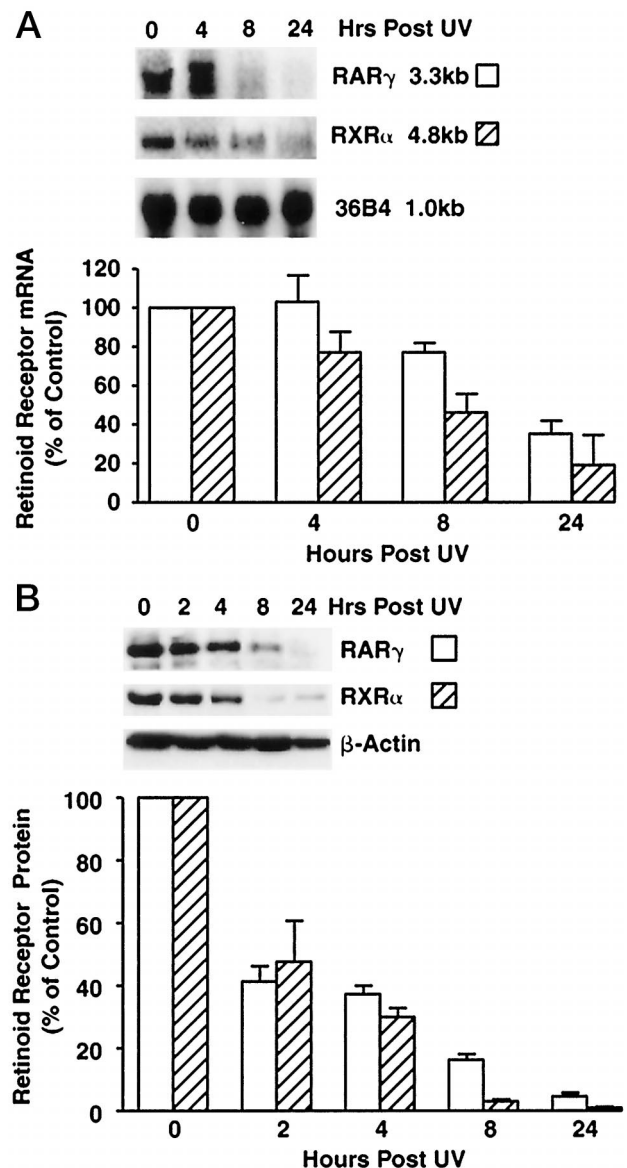 A
0 4 8 24 Hrs Post UV
RARγ 3.3kb
RXRα 4.8kb
36B4 1.0kb
Retinoid Receptor mRNA
(% of Control)
120
100
80
60
40
20
0
0 4 8 24
Hours Post UV
B
0 2 4 8 24 Hrs Post UV
RARγ
RXRα
β-Actin
Retinoid Receptor Protein
(% of Control)
100
80
60
40
20
0
0 2 4 8 24
Hours Post UV